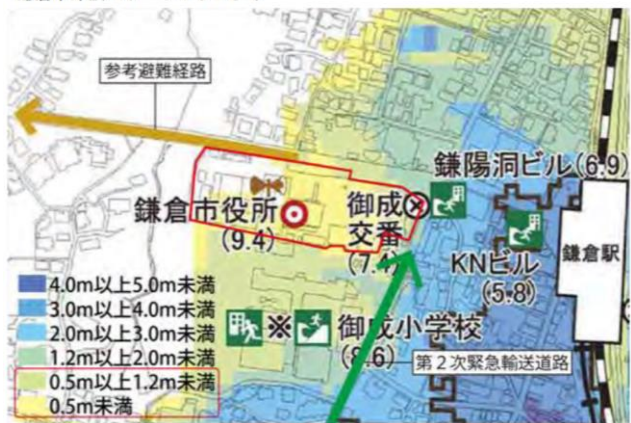 参考避難経路
鎌陽洞ビル(6.9)
鎌倉市役所
(9.4)
御成
交番
(7.4)
KNビル
(5.8)
鎌倉駅
4.0m以上5.0m未満
3.0m以上4.0m未満
2.0m以上3.0m未満
1.2m以上2.0m未満
0.5m以上1.2m未満
0.5m未満
※
御成小学校
(8.6)
第2次緊急輸送道路